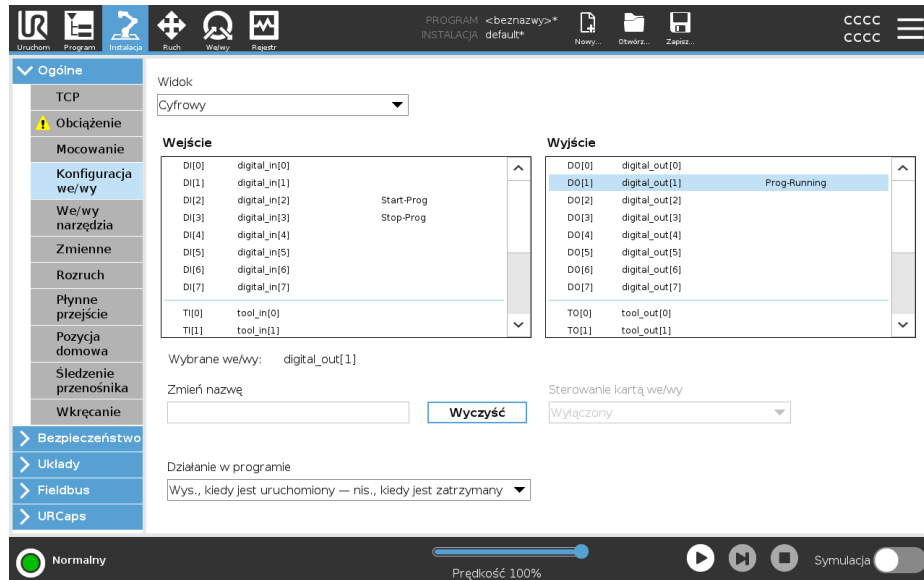 PROGRAM <beznazwy>*
INSTALACJA default*
CCCC
CCCC
Uruchom Program Instalacja Ruch We/wy Rejestr Nowy... Otwórz... Zapisz...
Ogólne
TCP
Obciążenie
Mocowanie
Konfiguracja
we/wy
We/wy
narzędzia
Zmienne
Rozruch
Płynne
przejście
Pozycja
domowa
Śledzenie
przenośnika
Wkręcanie
Bezpieczeństwo
Układy
Fieldbus
URCaps
Widok
Cyfrowy
Wejście
DI[0] digital_in[0]
DI[1] digital_in[1]
DI[2] digital_in[2] Start-Prog
DI[3] digital_in[3] Stop-Prog
DI[4] digital_in[4]
DI[5] digital_in[5]
DI[6] digital_in[6]
DI[7] digital_in[7]
TI[0] tool_in[0]
TI[1] tool_in[1]
Wyjście
DO[0] digital_out[0]
DO[1] digital_out[1] Prog-Running
DO[2] digital_out[2]
DO[3] digital_out[3]
DO[4] digital_out[4]
DO[5] digital_out[5]
DO[6] digital_out[6]
DO[7] digital_out[7]
TO[0] tool_out[0]
TO[1] tool_out[1]
Wybrane we/wy: digital_out[1]
Zmień nazwę
Wyczyść
Sterowanie kartą we/wy
Wyłączony
Działanie w programie
Wys., kiedy jest uruchomiony — nis., kiedy jest zatrzymany
Normalny
Prędkość 100%
Symulacja